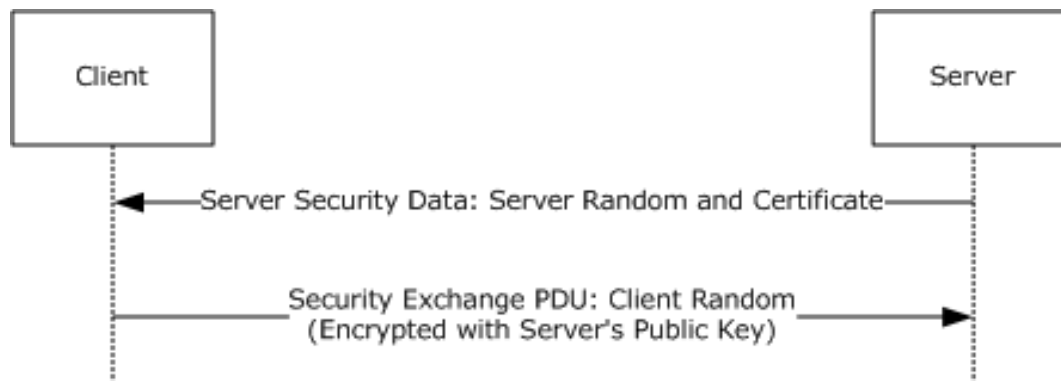 Client
Server
Server Security Data: Server Random and Certificate
Security Exchange PDU: Client Random
(Encrypted with Server's Public Key)